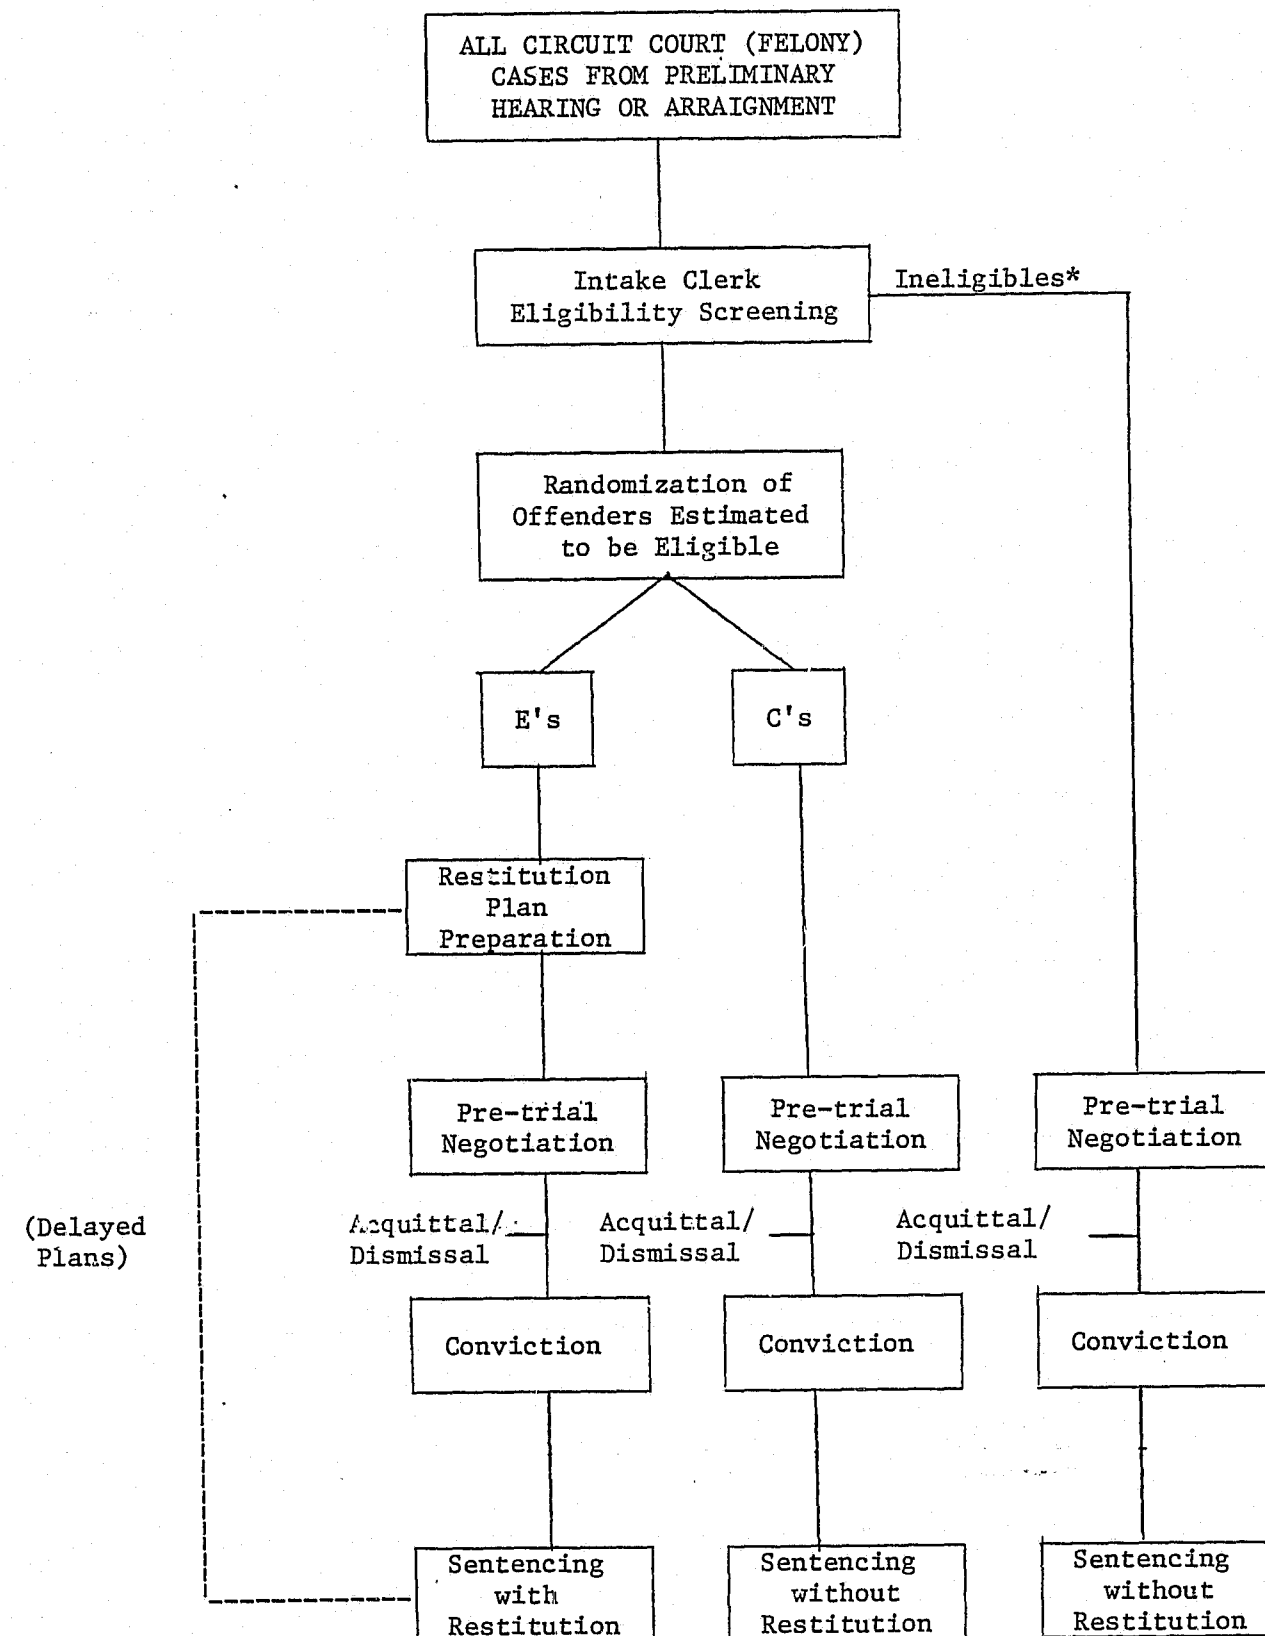 ALL CIRCUIT COURT (FELONY)
CASES FROM PRELIMINARY
HEARING OR ARRAIGNMENT
Intake Clerk
Eligibility Screening
Ineligibles*
Randomization of
Offenders Estimated
to be Eligible
E's
C's
Restitution
Plan
Preparation
Pre-trial
Negotiation
Pre-trial
Negotiation
Pre-trial
Negotiation
(Delayed
Plans)
Acquittal/
Dismissal
Acquittal/
Dismissal
Acquittal/
Dismissal
Conviction
Conviction
Conviction
Sentencing
with
Restitution
Sentencing
without
Restitution
Sentencing
without
Restitution